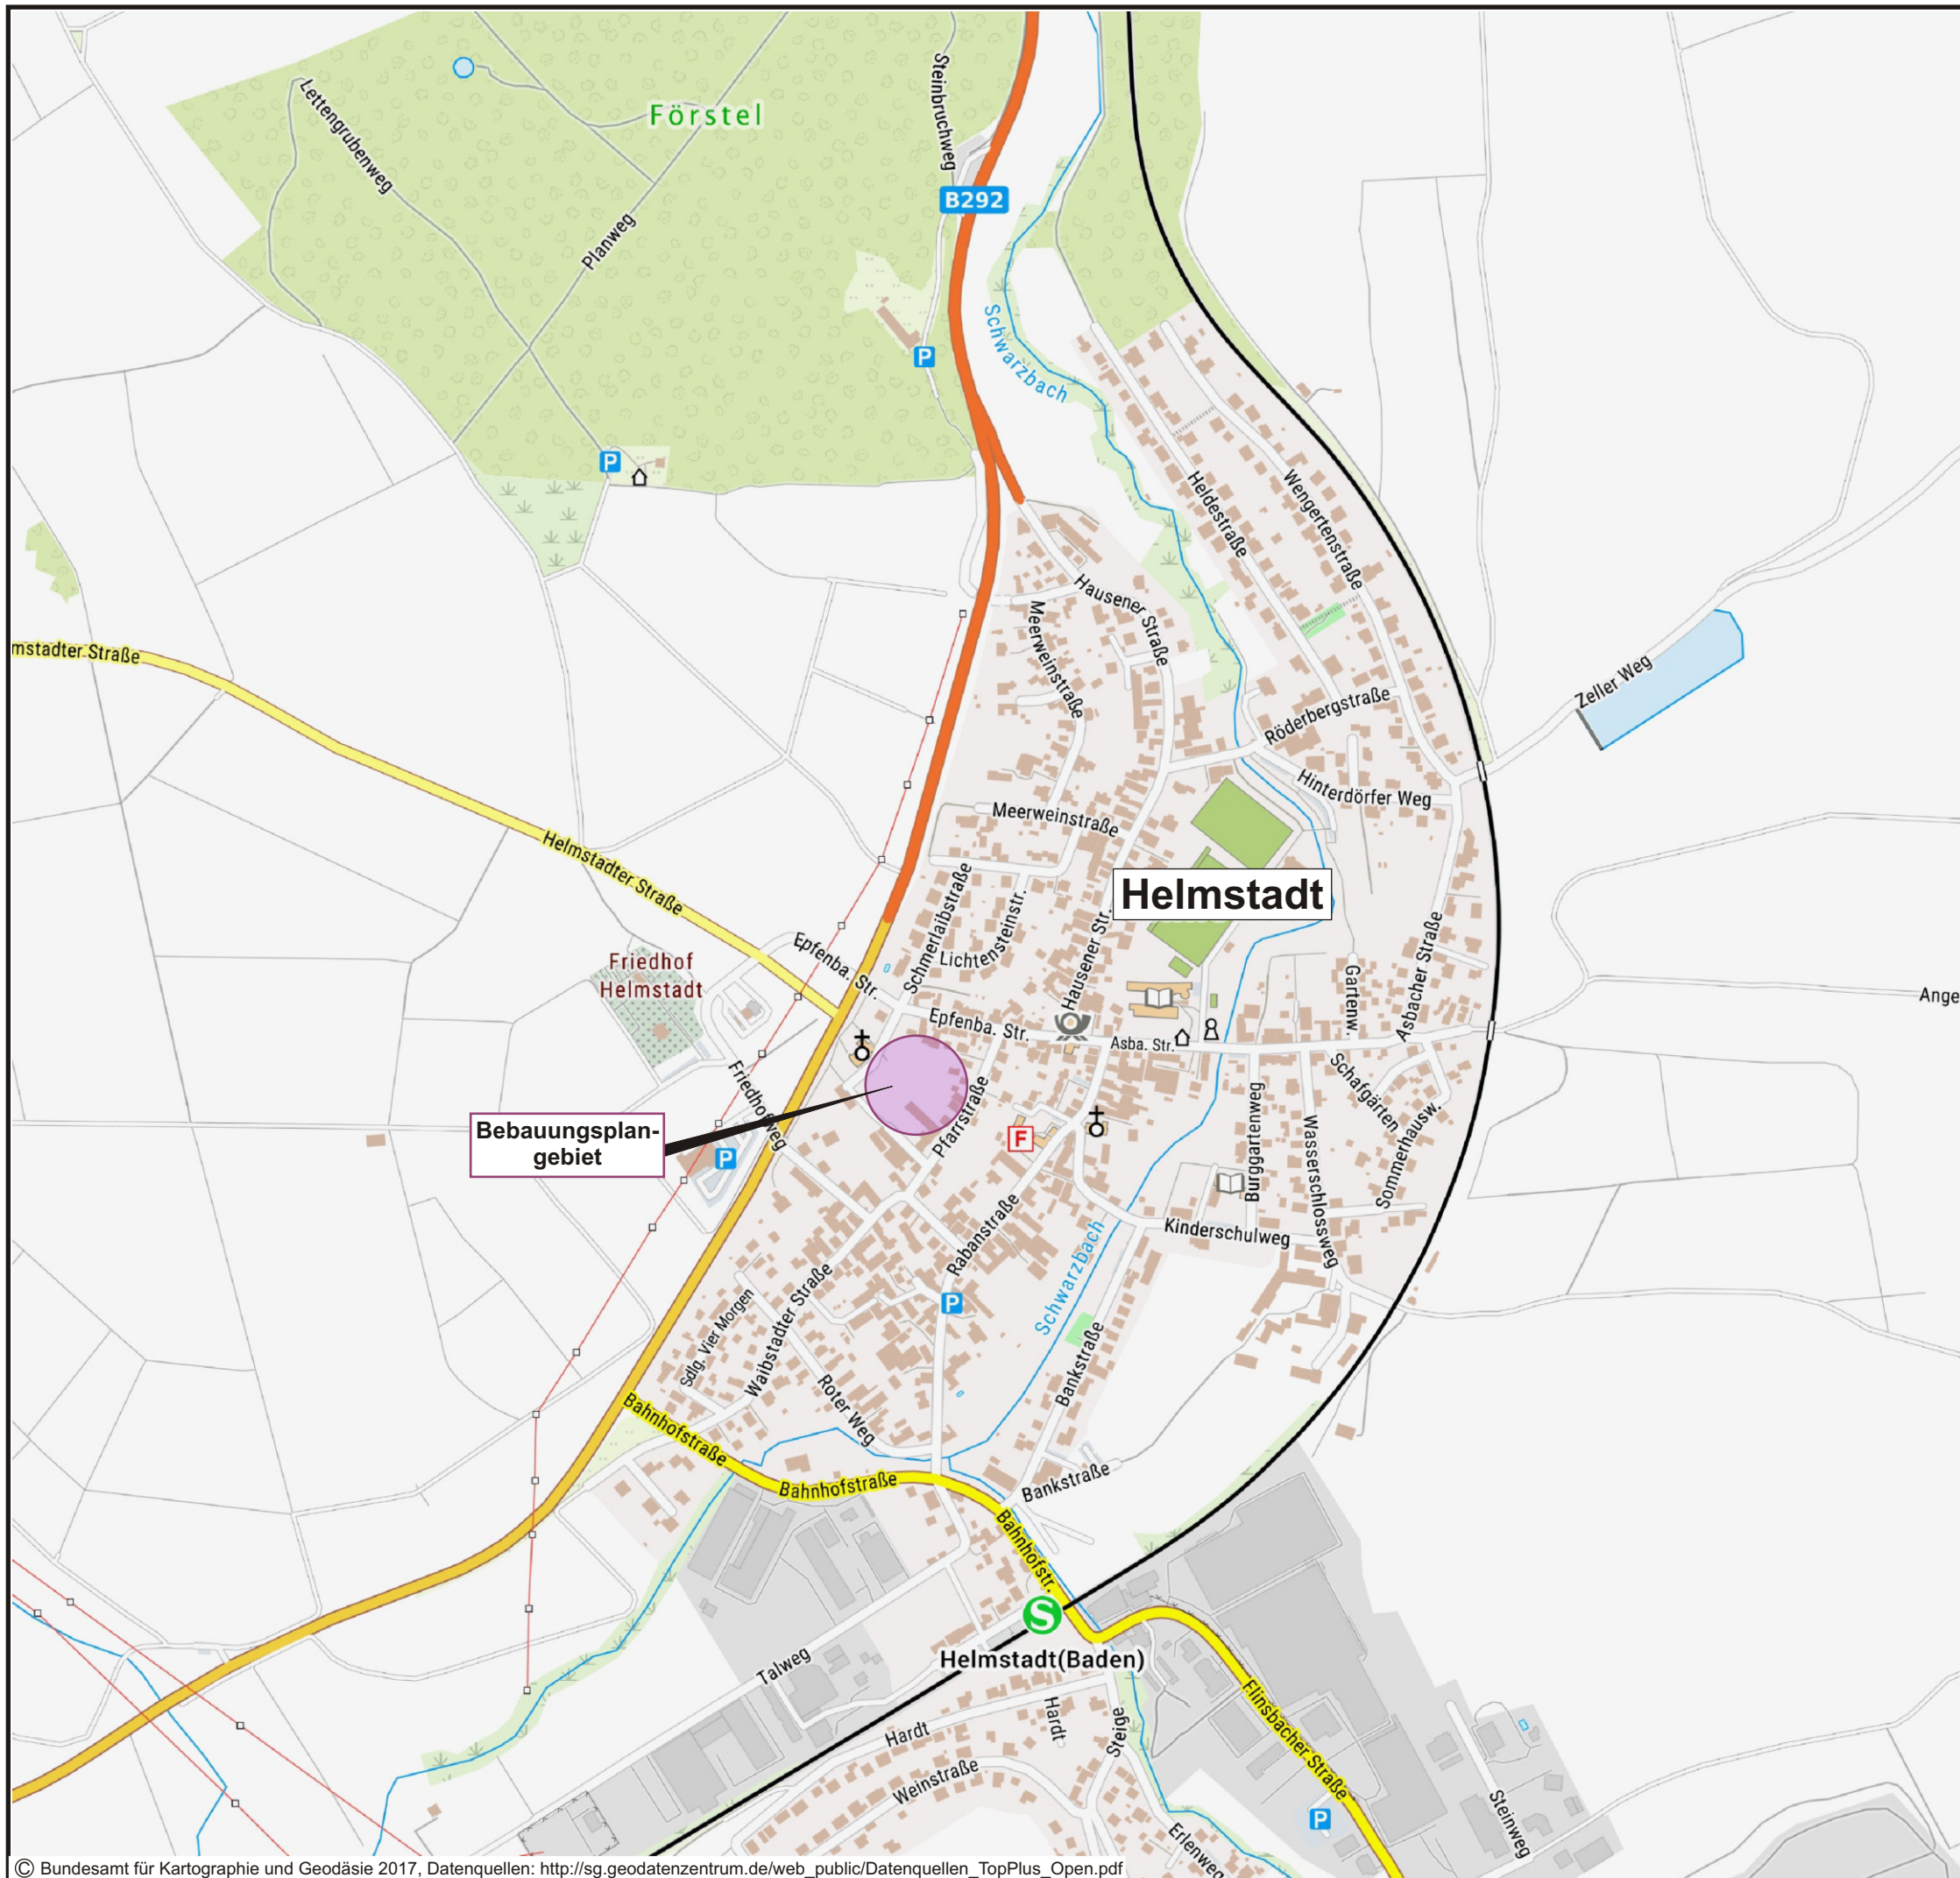 Förstel
Steinbruchweg
Lettengrubenweg
Planweg
B292
Schwarzbach
P
P
Heldestraße
Wengertenstraße
Hausener Straße
Meerweinstraße
mstadter Straße
Zeller Weg
Röderbergstraße
Hinterdörfer Weg
Meerweinstraße
Helmstadter Straße
Schmerlaibstraße
Lichtensteinstr.
Helmstadt
Hausener Str.
Epfenba. Str.
Friedhof
Helmstadt
Gartenw.
Asbacher Straße
Ange
Epfenba. Str.
Asba. Str.
Friedhofweg
Pfarrstraße
Schafgärten
Sommerhausw.
Bebauungsplan-
gebiet
P
F
Burggartenweg
Wasserschlossweg
Kinderschulweg
Rabanstraße
Schwarzbach
P
Sdlg. Vier Morgen
Waibstadter Straße
Bankstraße
Roter Weg
Bahnhofstraße
Bahnhofstraße
Bankstraße
Bahnhofstr.
S
Helmstadt(Baden)
Talweg
Hardt
Hardt
Steige
Flinsbacher Straße
Weinstraße
P
Steinweg
Erlenweg
© Bundesamt für Kartographie und Geodäsie 2017, Datenquellen: http://sg.geodatenzentrum.de/web_public/Datenquellen_TopPlus_Open.pdf